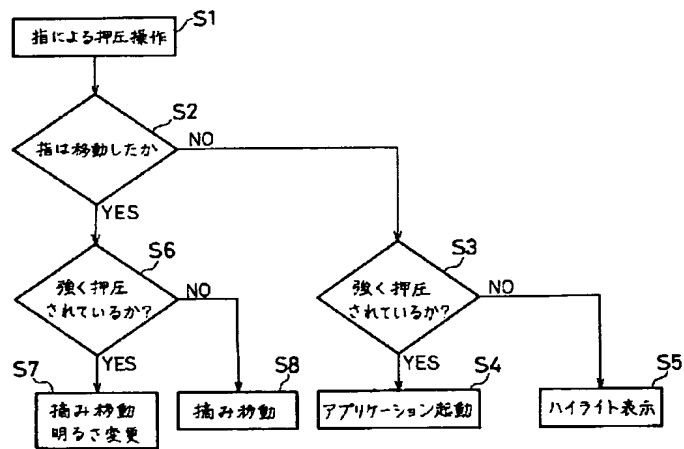 S1
指による押圧操作
S2
指は移動したか
NO
YES
S6
強く押圧
されているか?
NO
YES
S3
強く押圧
されているか?
NO
YES
S7
摘み移動
明るさ変更
S8
摘み移動
S4
アプリケーション起動
S5
ハイライト表示